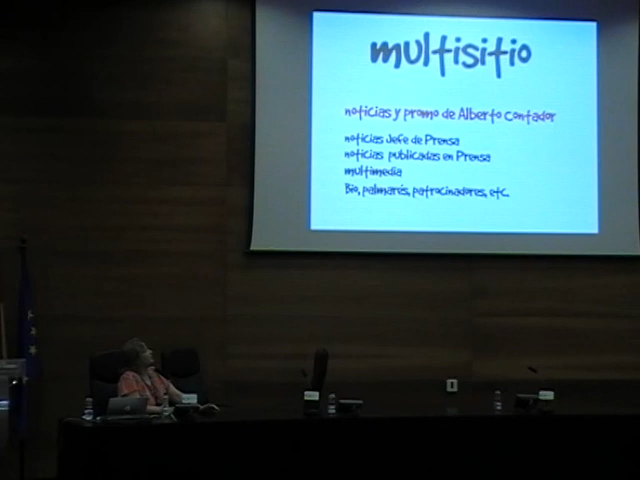 multisitio
noticias y promo de Alberto Contador
noticias Jefe de Prensa
noticias publicadas en Prensa
multimedia
Bio, palmarés, patrocinadores, etc.